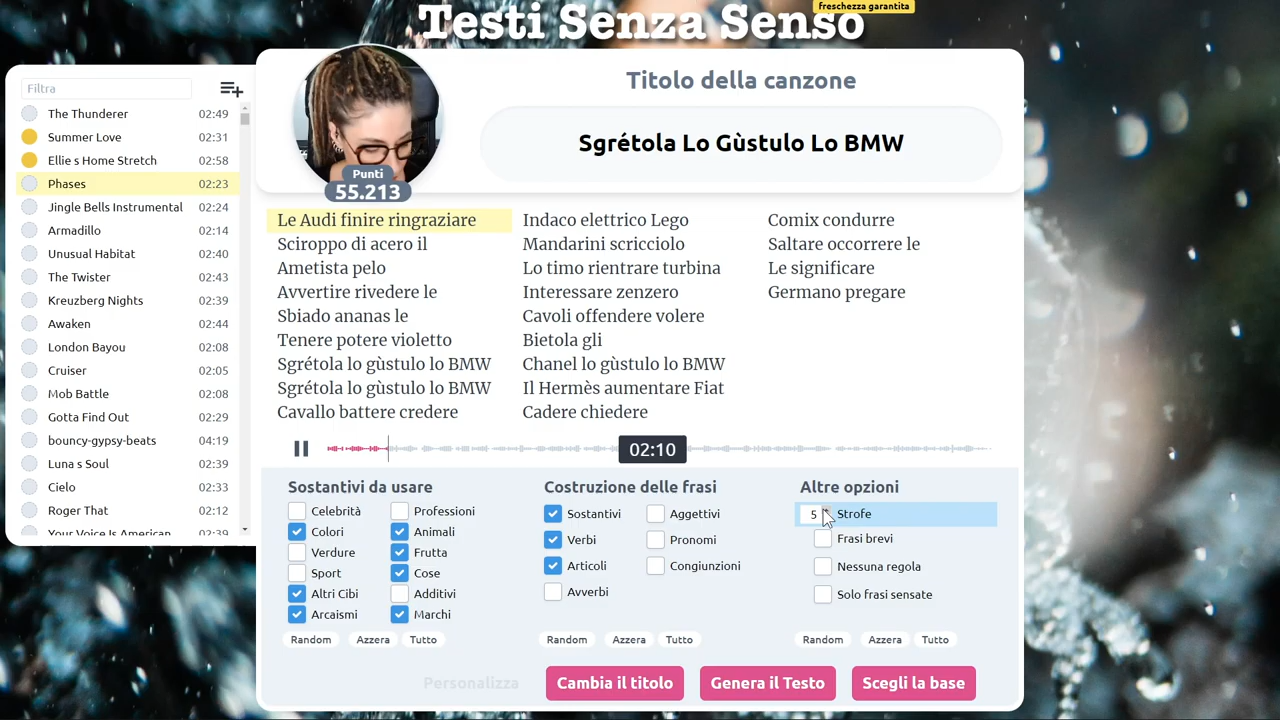 freschezza garantita
Testi Senza Senso
Filtra
The Thunderer 02:49
Summer Love 02:31
Ellie s Home Stretch 02:58
Phases 02:23
Jingle Bells Instrumental 02:24
Armadillo 02:14
Unusual Habitat 02:40
The Twister 02:43
Kreuzberg Nights 02:39
Awaken 02:44
London Bayou 02:08
Cruiser 02:05
Mob Battle 02:08
Gotta Find Out 02:29
bouncy-gypsy-beats 04:19
Luna s Soul 02:39
Cielo 02:33
Roger That 02:12
Your Voice Is American 02:39
Punti
55.213
Titolo della canzone
Sgrétola Lo Gùstulo Lo BMW
Le Audi finire ringraziare
Sciroppo di acero il
Ametista pelo
Avvertire rivedere le
Sbiado ananas le
Tenere potere violetto
Sgrétola lo gùstulo lo BMW
Sgrétola lo gùstulo lo BMW
Cavallo battere credere
Indaco elettrico Lego
Mandarini scricciolo
Lo timo rientrare turbina
Interessare zenzero
Cavoli offendere volere
Bietola gli
Chanel lo gùstulo lo BMW
Il Hermès aumentare Fiat
Cadere chiedere
Comix condurre
Saltare occorrere le
Le significare
Germano pregare
02:10
Sostantivi da usare
Celebrità Professioni
Colori Animali
Verdure Frutta
Sport Cose
Altri Cibi Additivi
Arcaismi Marchi
Random Azzera Tutto
Costruzione delle frasi
Sostantivi Aggettivi
Verbi Pronomi
Articoli Congiunzioni
Avverbi
Random Azzera Tutto
Altre opzioni
5 Strofe
Frasi brevi
Nessuna regola
Solo frasi sensate
Random Azzera Tutto
Personalizza
Cambia il titolo
Genera il Testo
Scegli la base